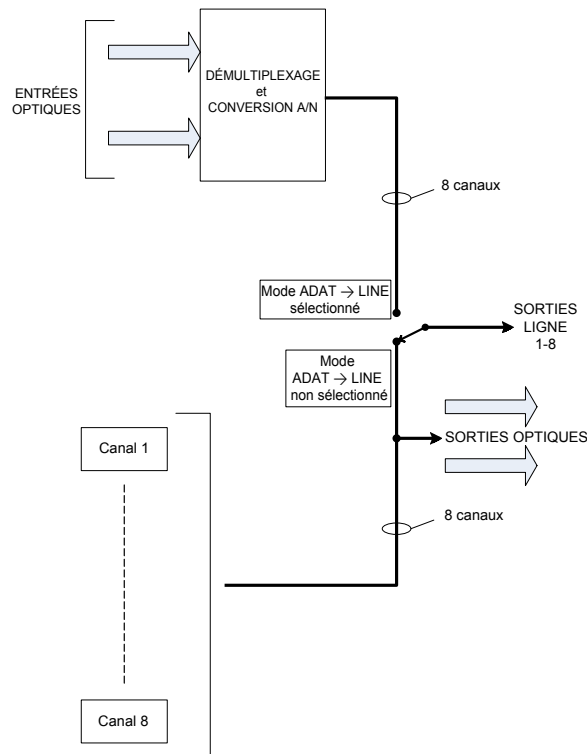 ENTRÉES
OPTIQUES
DÉMULTIPLEXAGE
et
CONVERSION A/N
8 canaux
Mode ADAT → LINE
sélectionné
SORTIES
LIGNE
1-8
Mode
ADAT → LINE
non sélectionné
Canal 1
SORTIES OPTIQUES
8 canaux
Canal 8